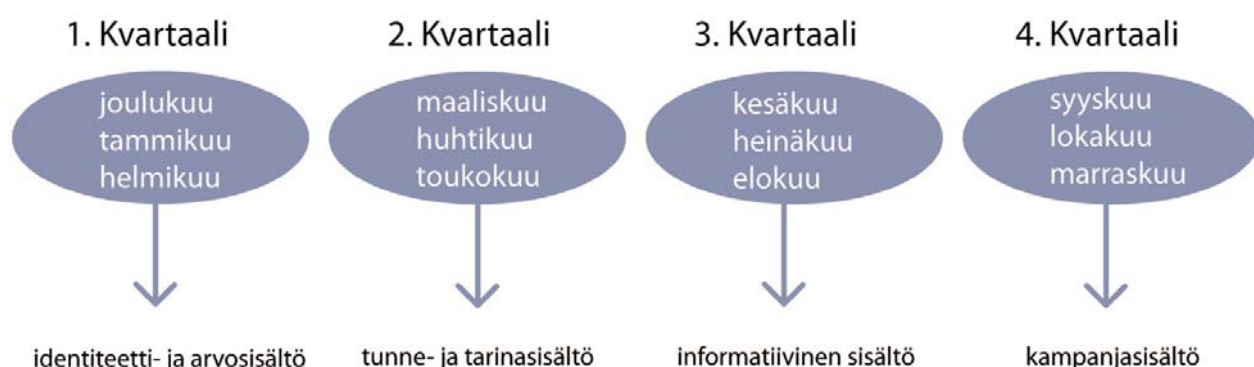 1. Kvartaali
joulukuu
tammikuu
helmikuu
identiteetti- ja arvosisältö
2. Kvartaali
maaliskuu
huhtikuu
toukokuu
tunne- ja tarinasisältö
3. Kvartaali
kesäkuu
heinäkuu
elokuu
informatiivinen sisältö
4. Kvartaali
syyskuu
lokakuu
marraskuu
kampanjasisältö